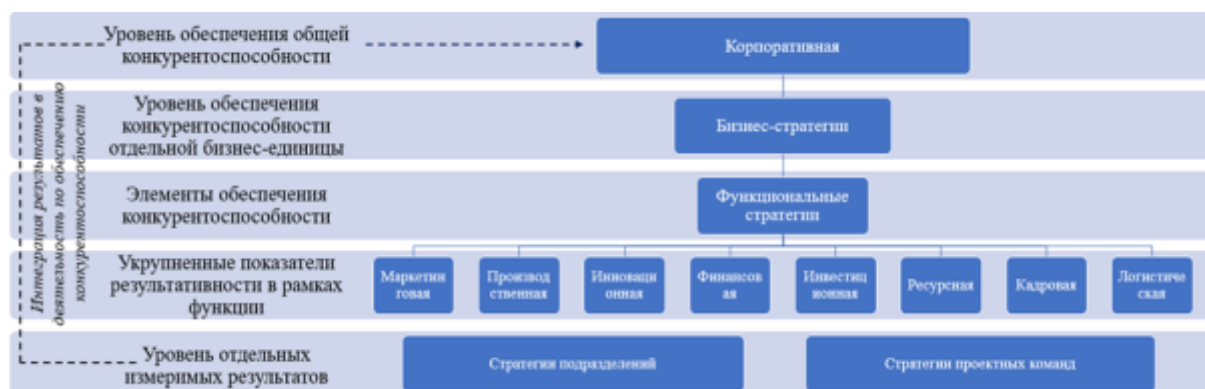 Уровень обеспечения общей
конкурентоспособности
Корпоративная
Уровень обеспечения
конкурентоспособности
отдельной бизнес-единицы
Бизнес-стратегии
Элементы обеспечения
конкурентоспособности
Функциональные
стратегии
Укрупненные показатели
результативности в рамках
функции
Маркетин
говая
Производ
ственная
Инноваци
онная
Финансов
ая
Инвестиц
ионная
Ресурсная
Кадровая
Логистиче
ская
Уровень отдельных
измеримых результатов
Стратегии подразделений
Стратегии проектных команд
Интеграция результатов в
деятельность по обеспечению
конкурентоспособности